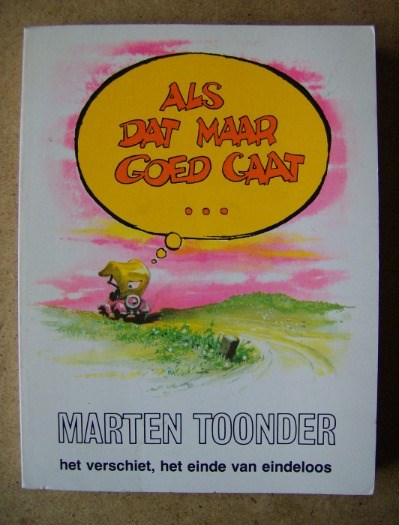 ALS
DAT MAAR
GOED GAAT
...
MARTEN TOONDER
het verschiet, het einde van eindeloos